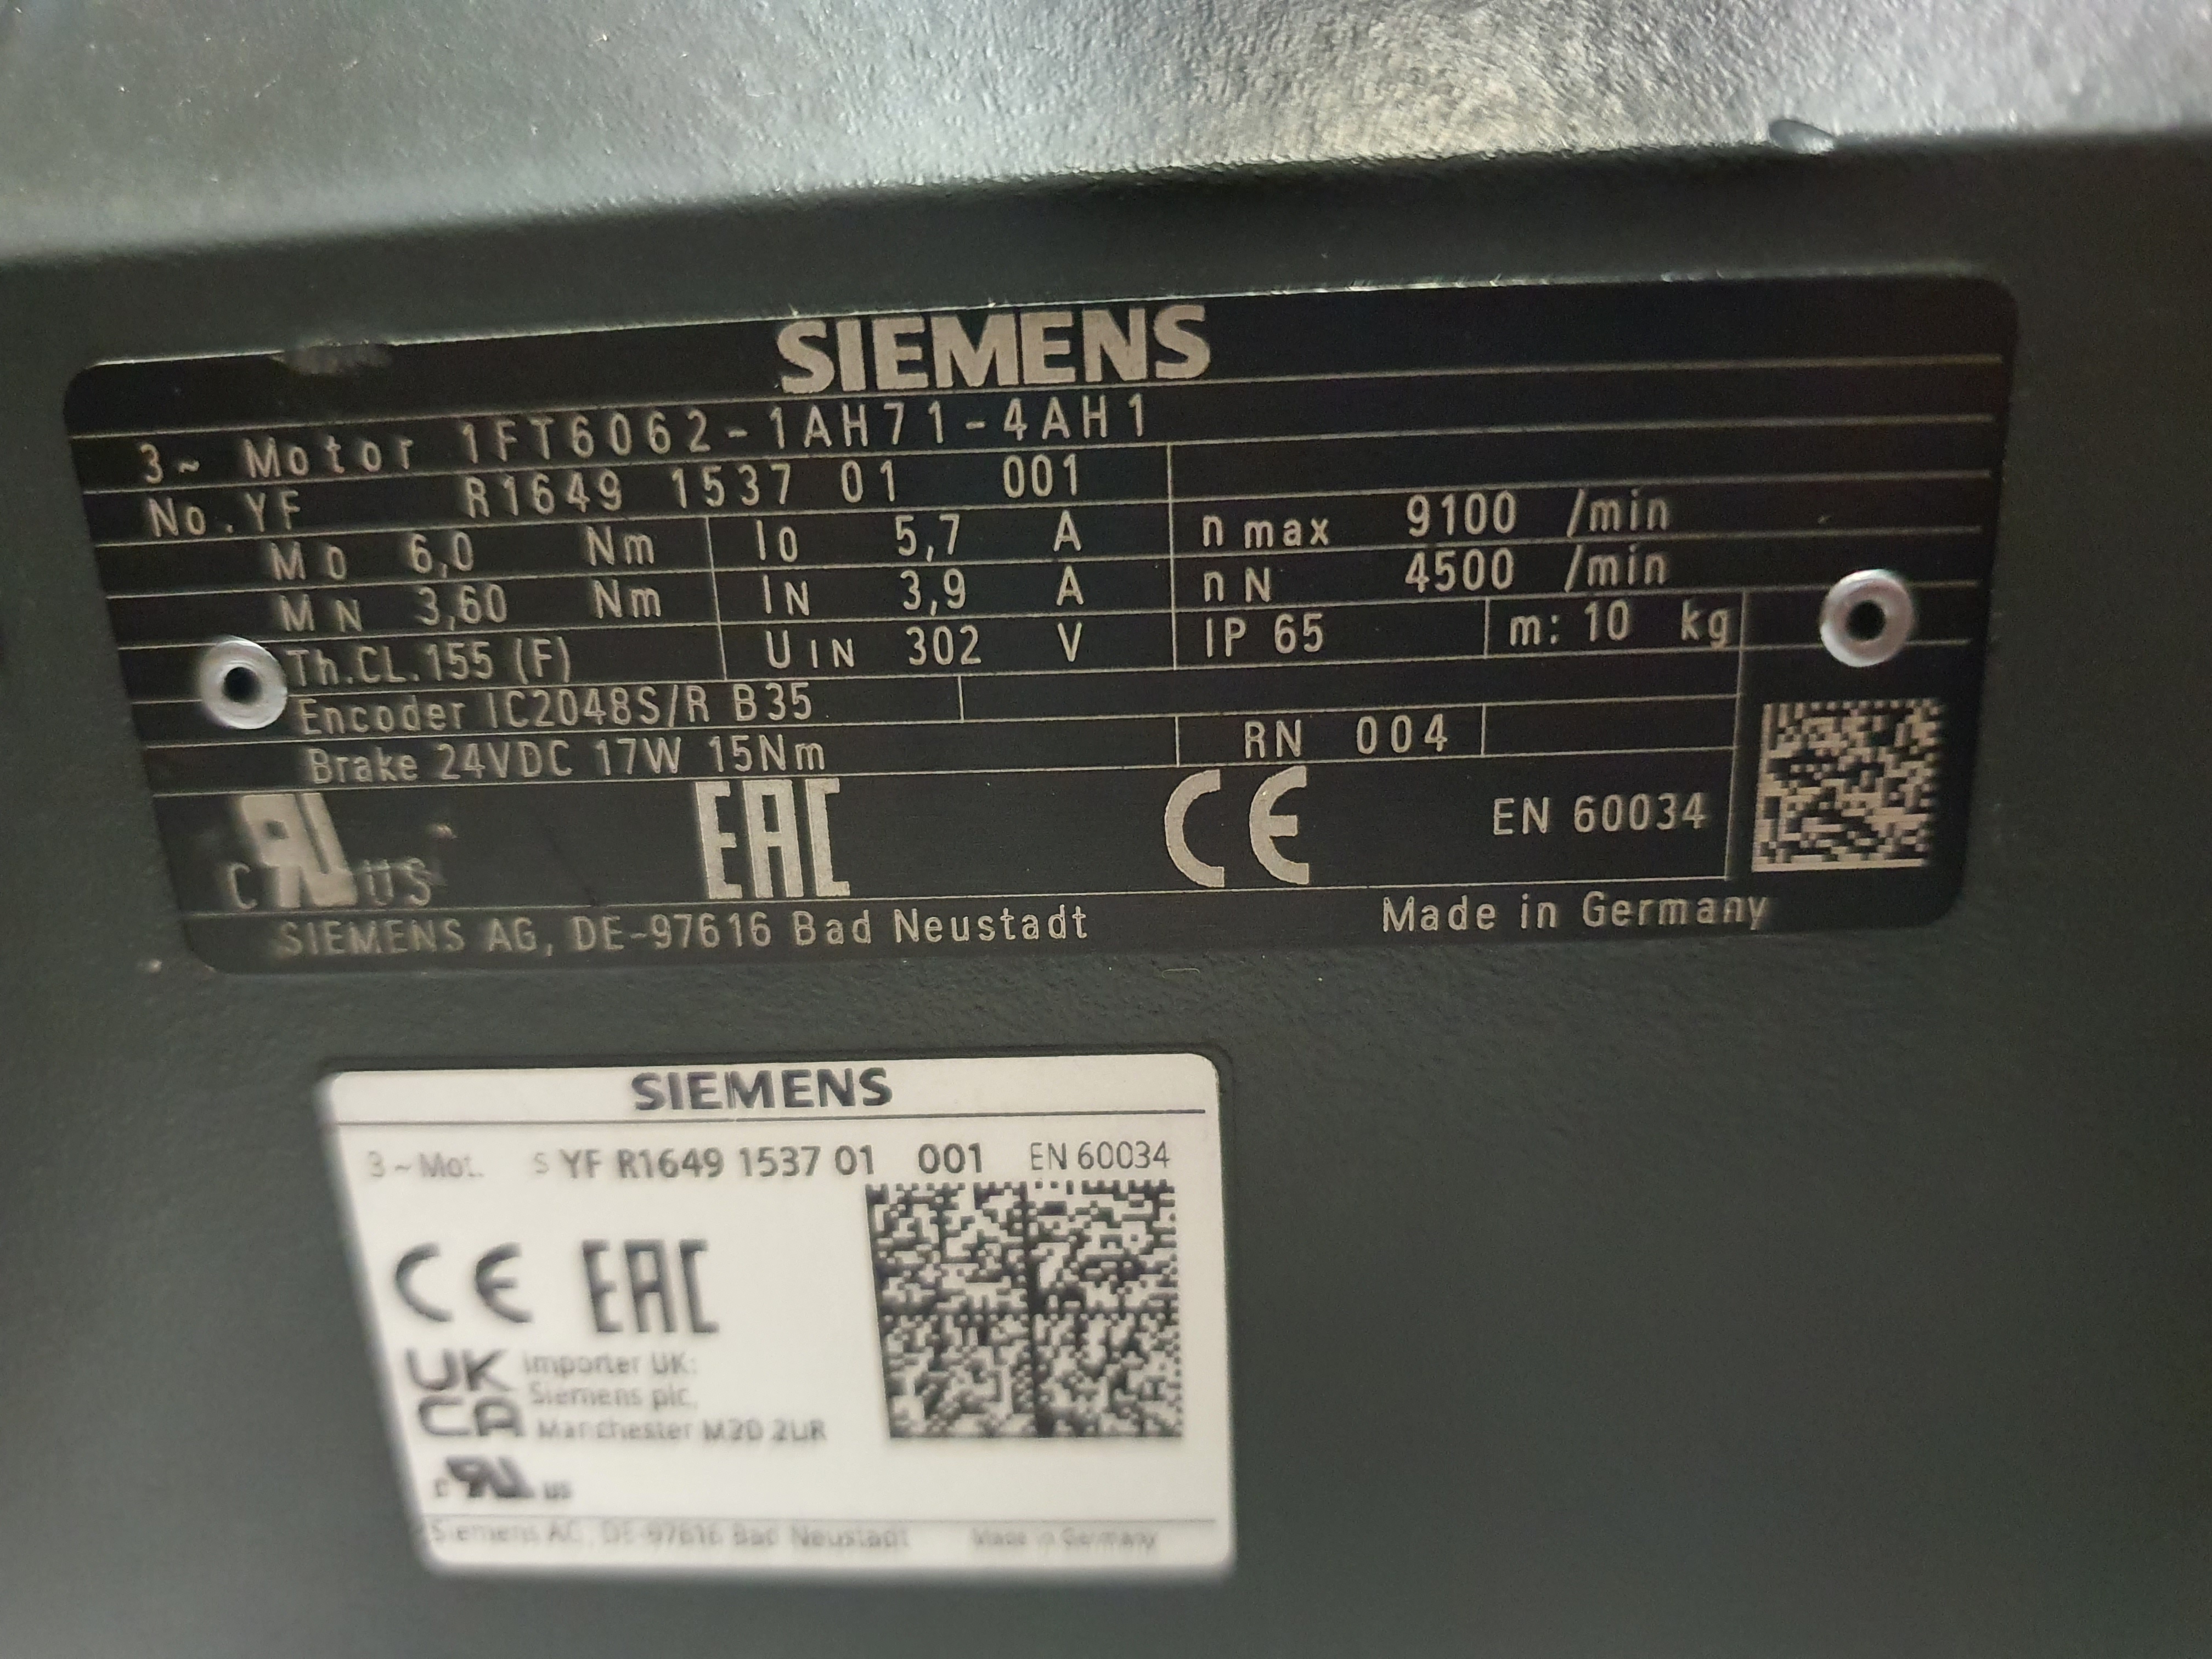 SIEMENS
3~ Motor 1FT6062-1AH71-4AH1
No. YF R1649 1537 01 001
M0 6,0 Nm I0 5,7 A n max 9100 /min
MN 3,60 Nm IN 3,9 A n N 4500 /min
Th.CL.155 (F) UIN 302 V IP 65 m: 10 kg
Encoder IC2048S/R B35
Brake 24VDC 17W 15Nm RN 004
c RU us EAC CE EN 60034
SIEMENS AG, DE-97616 Bad Neustadt Made in Germany
SIEMENS
3~Mot. S YF R1649 1537 01 001 EN 60034
CE EAC
UK
CA
Importer UK:
Siemens plc,
Manchester M20 2UR
c RU us
Siemens AG, DE-97616 Bad Neustadt Made in Germany